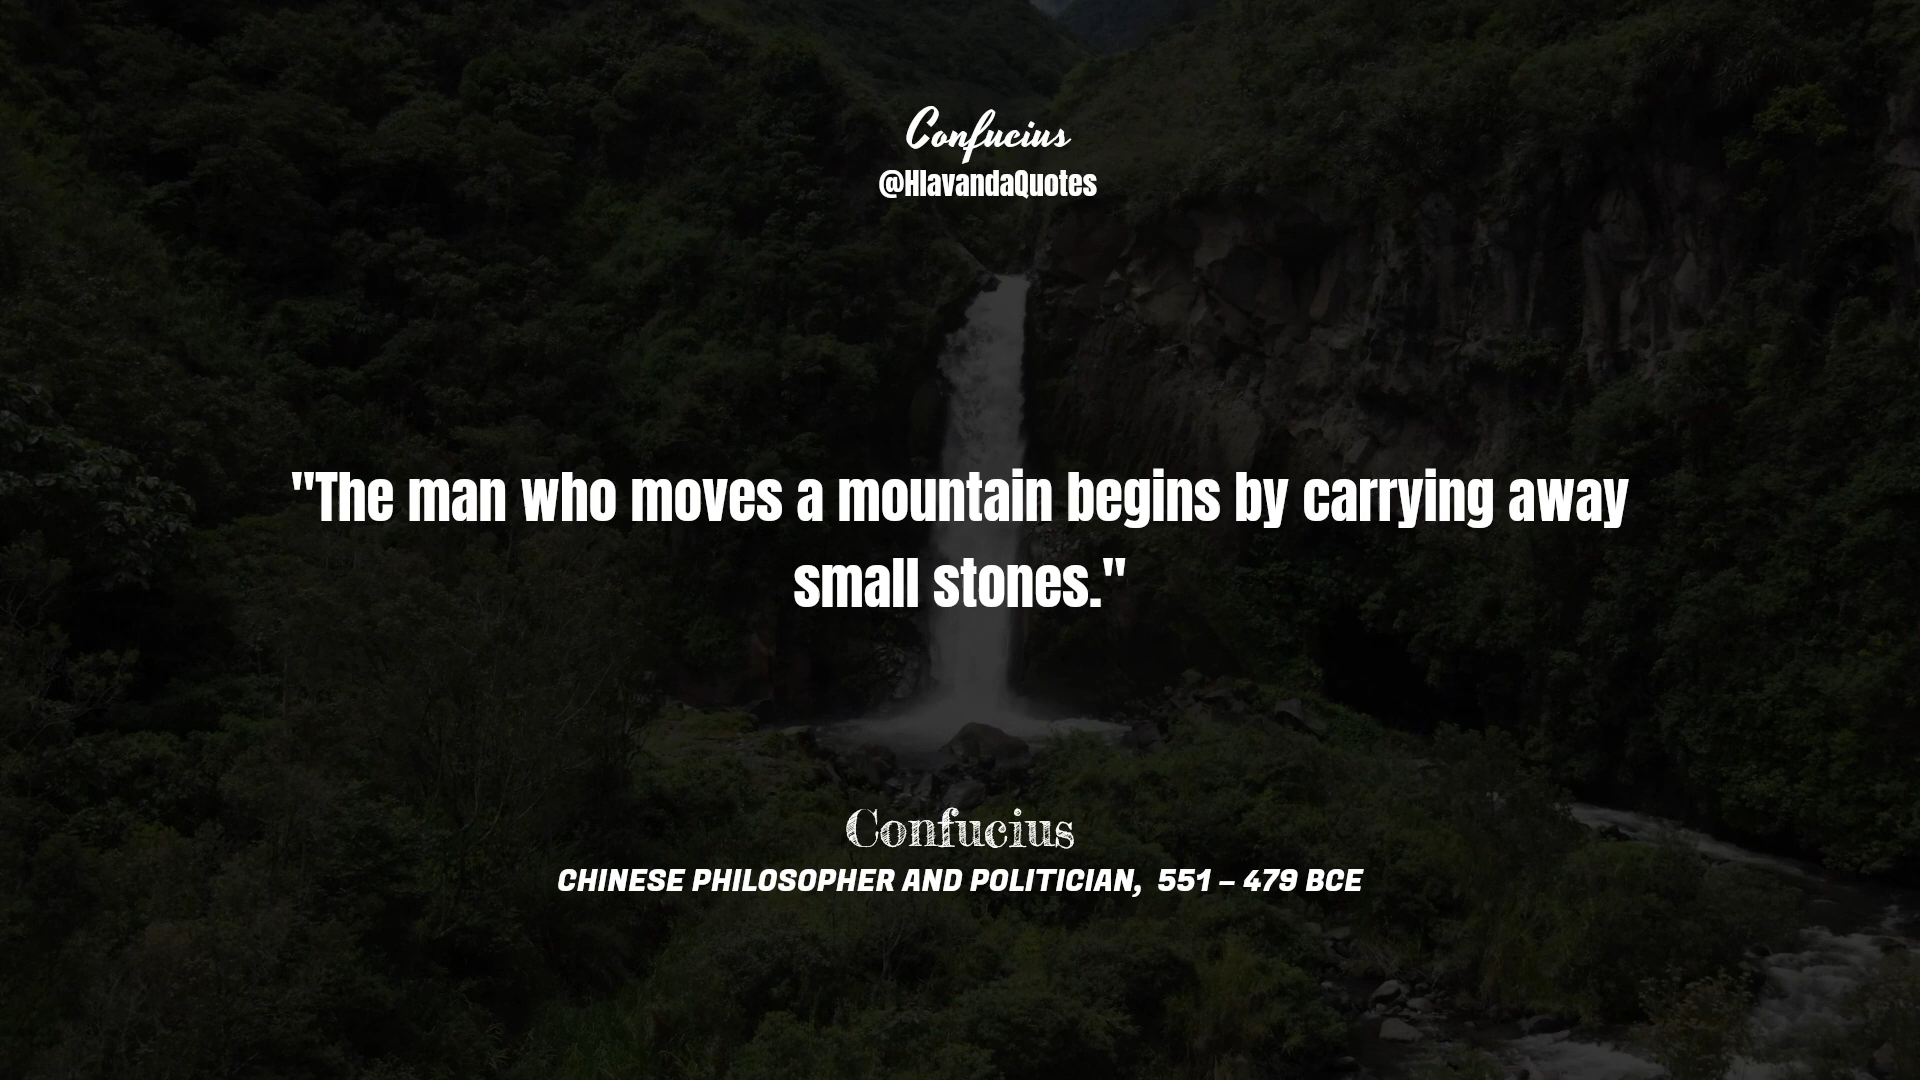 Confucius
@HlavandaQuotes
"The man who moves a mountain begins by carrying away
small stones."
Confucius
CHINESE PHILOSOPHER AND POLITICIAN, 551 – 479 BCE